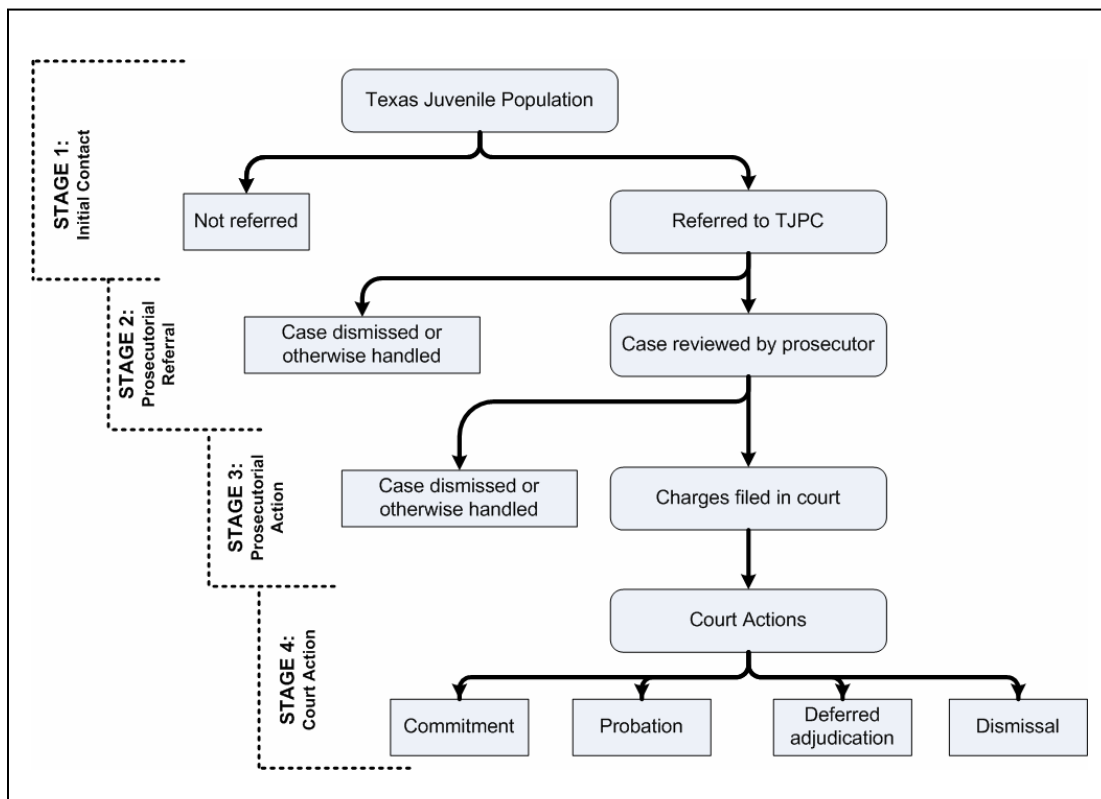 Texas Juvenile Population
STAGE 1:
Initial Contact
Not referred
Referred to TJPC
STAGE 2:
Prosecutorial
Referral
Case dismissed or
otherwise handled
Case reviewed by prosecutor
STAGE 3:
Prosecutorial
Action
Case dismissed or
otherwise handled
Charges filed in court
STAGE 4:
Court Action
Court Actions
Commitment
Probation
Deferred
adjudication
Dismissal